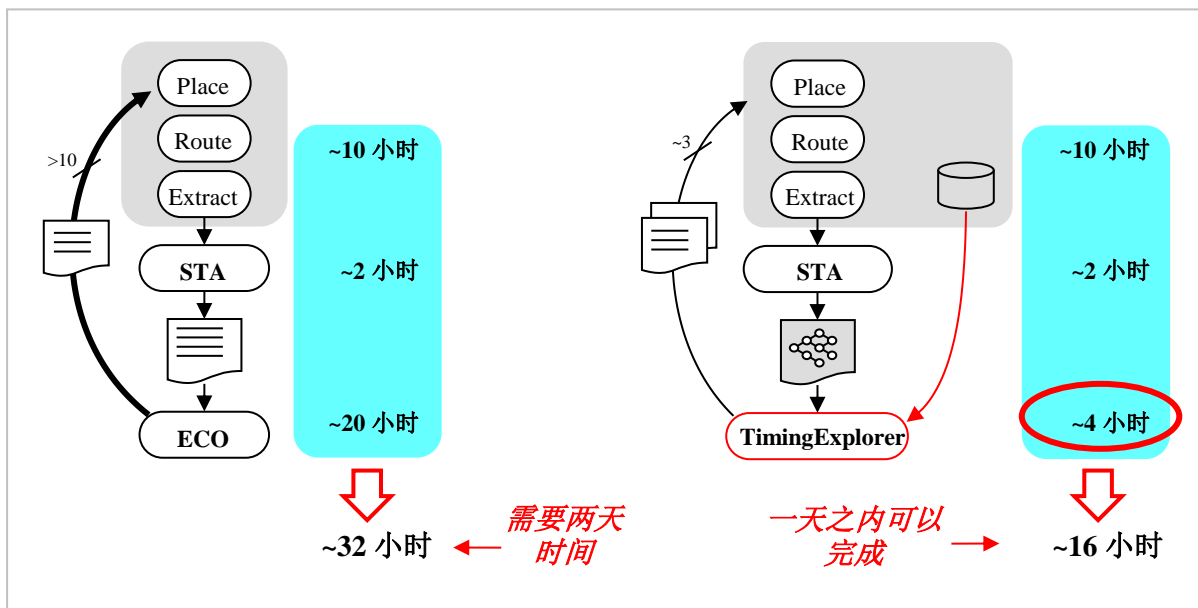 Place
Route
Extract
>10
STA
ECO
~10 小时
~2 小时
~20 小时
~32 小时
需要两天
时间
Place
Route
Extract
~3
STA
TimingExplorer
~10 小时
~2 小时
~4 小时
~16 小时
一天之内可以
完成